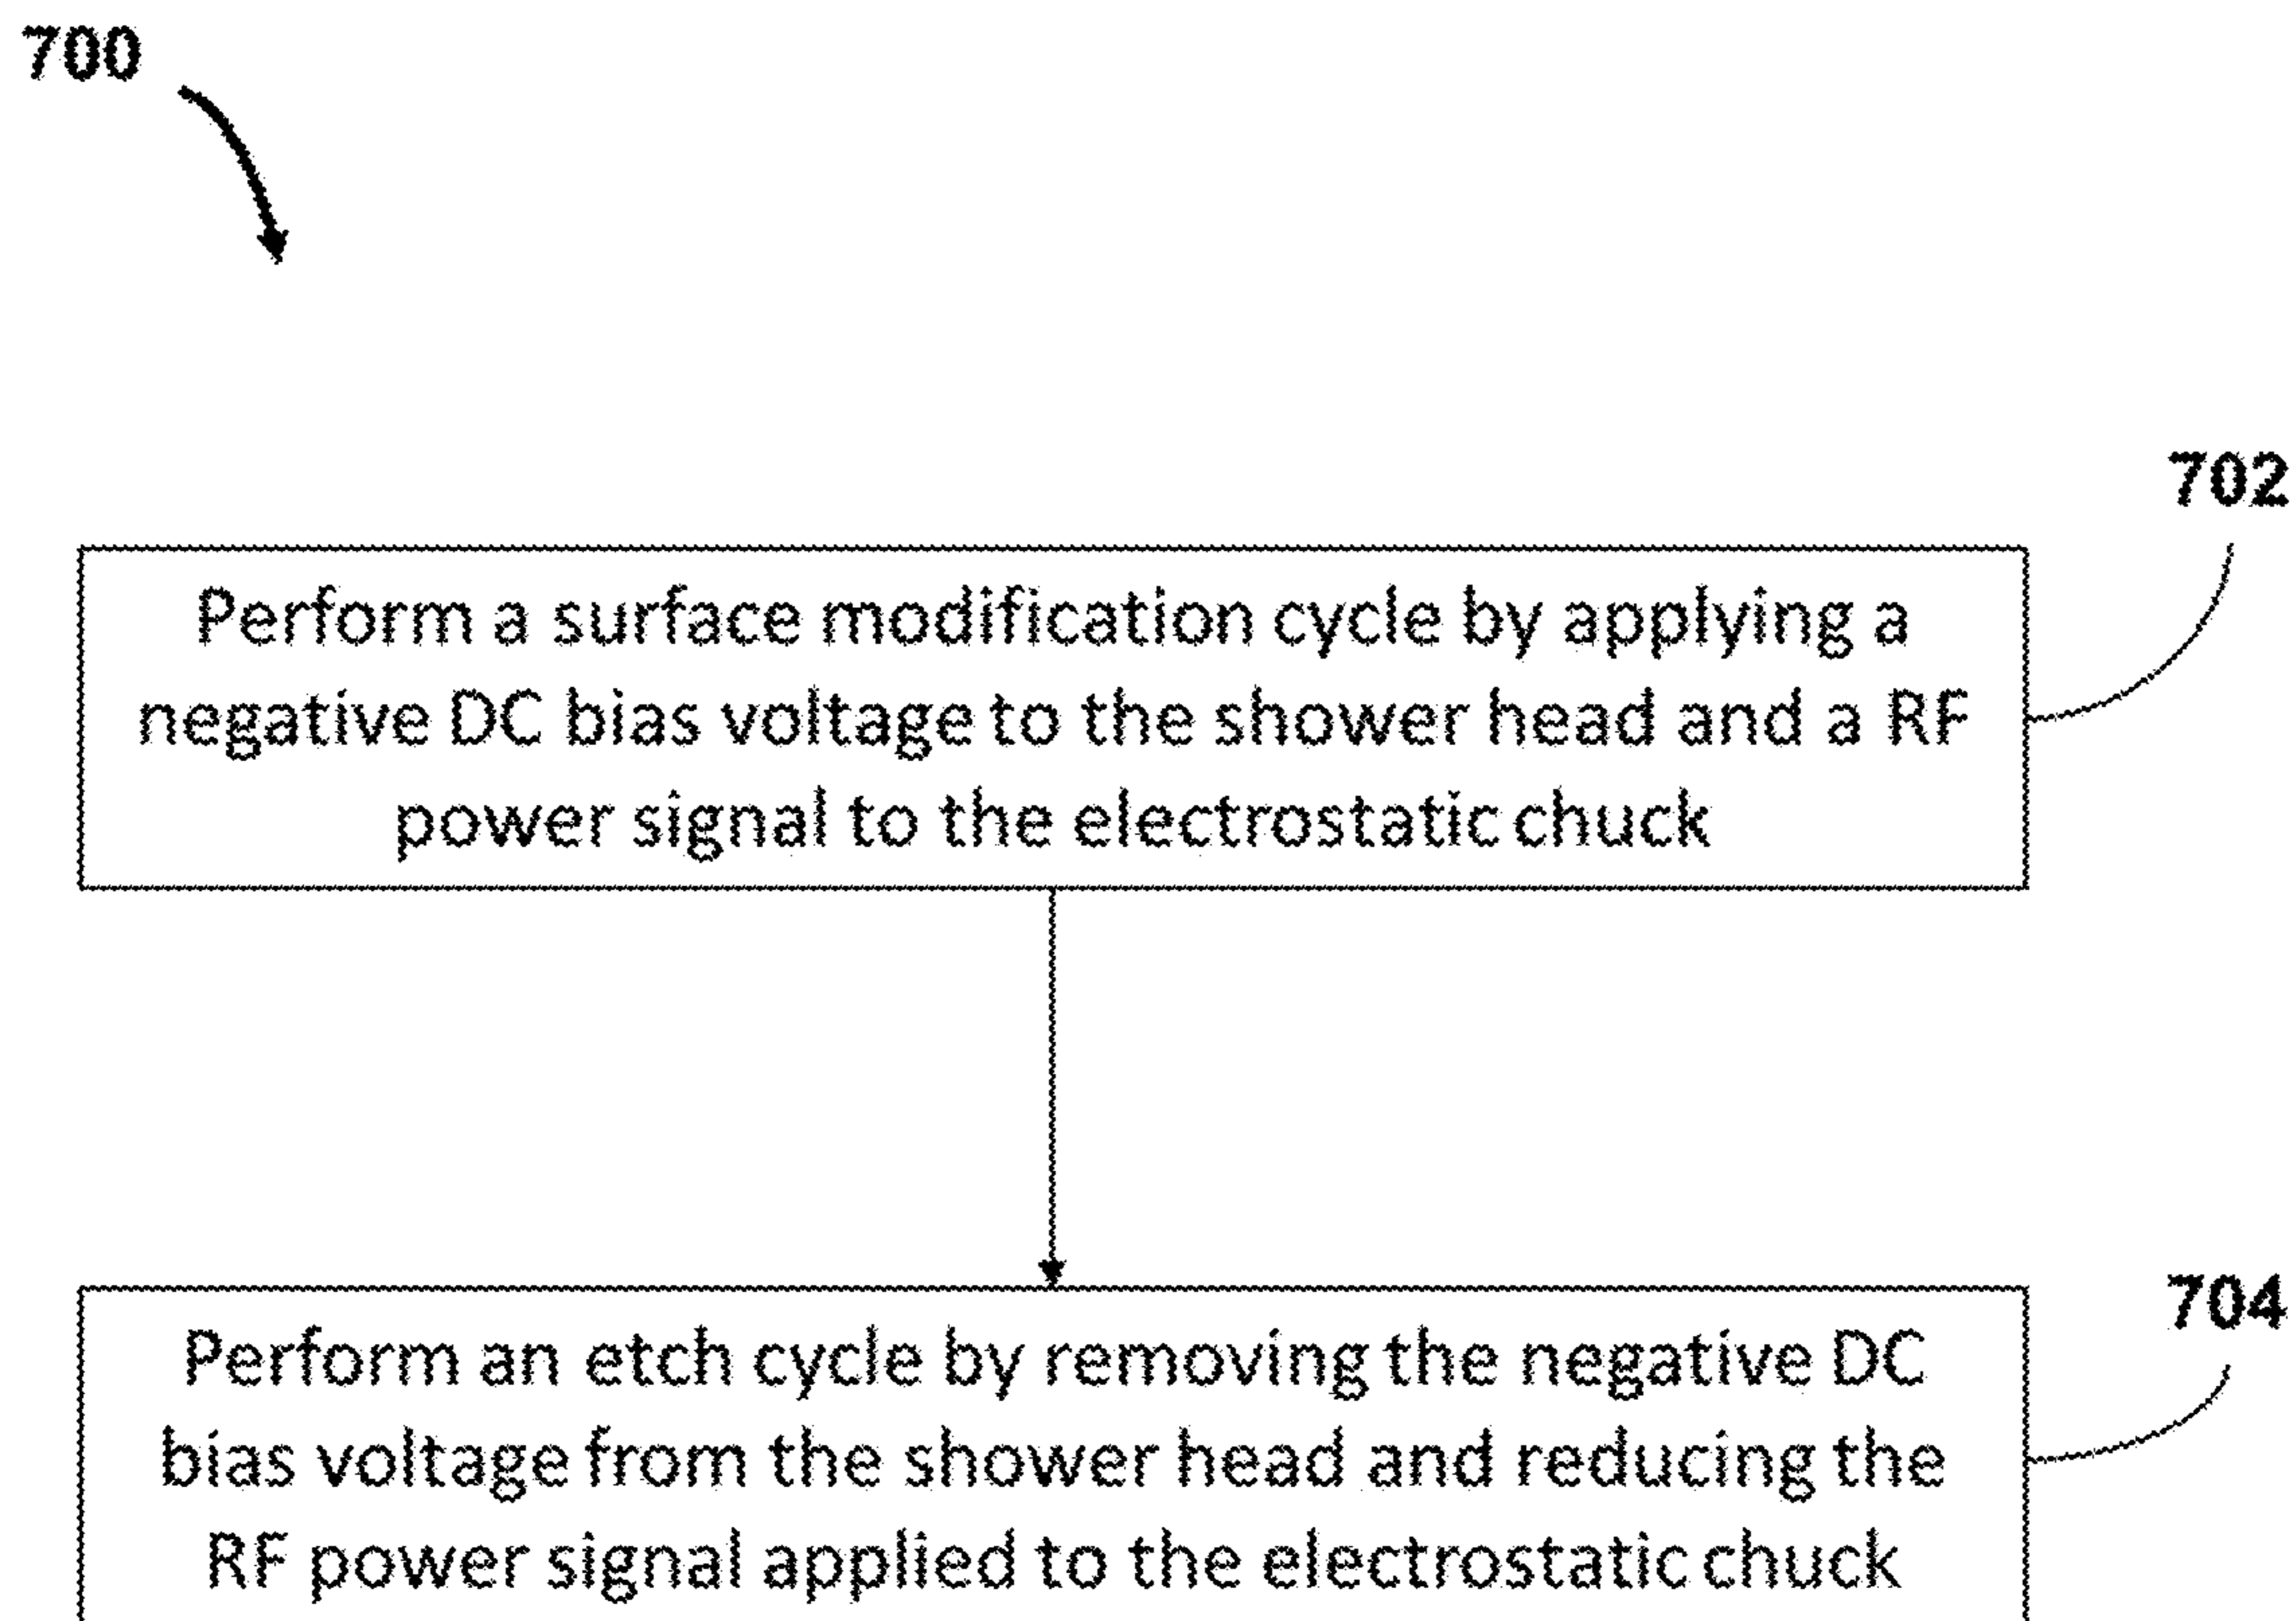 700
702
Perform a surface modification cycle by applying a
negative DC bias voltage to the shower head and a RF
power signal to the electrostatic chuck
704
Perform an etch cycle by removing the negative DC
bias voltage from the shower head and reducing the
RF power signal applied to the electrostatic chuck